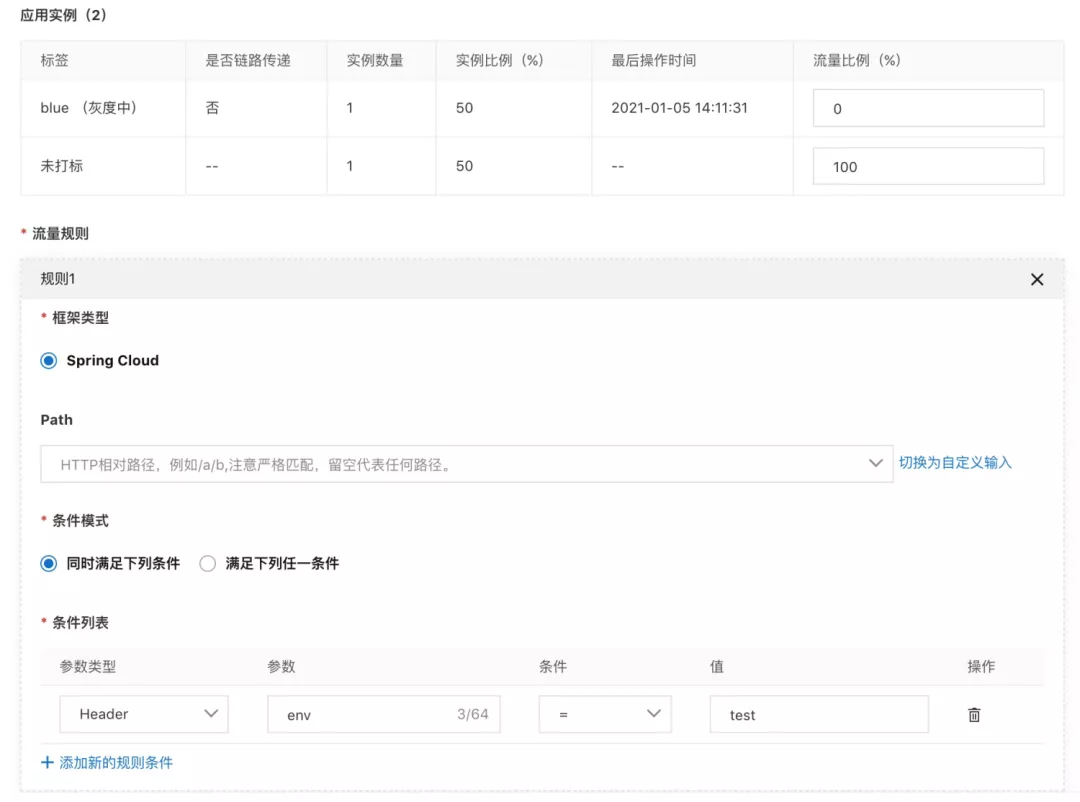 应用实例（2）
标签 是否链路传递 实例数量 实例比例（%） 最后操作时间 流量比例（%）
blue （灰度中） 否 1 50 2021-01-05 14:11:31 0
未打标 -- 1 50 -- 100
* 流量规则
规则1
* 框架类型
Spring Cloud
Path
HTTP相对路径，例如/a/b,注意严格匹配，留空代表任何路径。 切换为自定义输入
* 条件模式
同时满足下列条件 满足下列任一条件
* 条件列表
参数类型 参数 条件 值 操作
Header env 3/64 = test
+ 添加新的规则条件